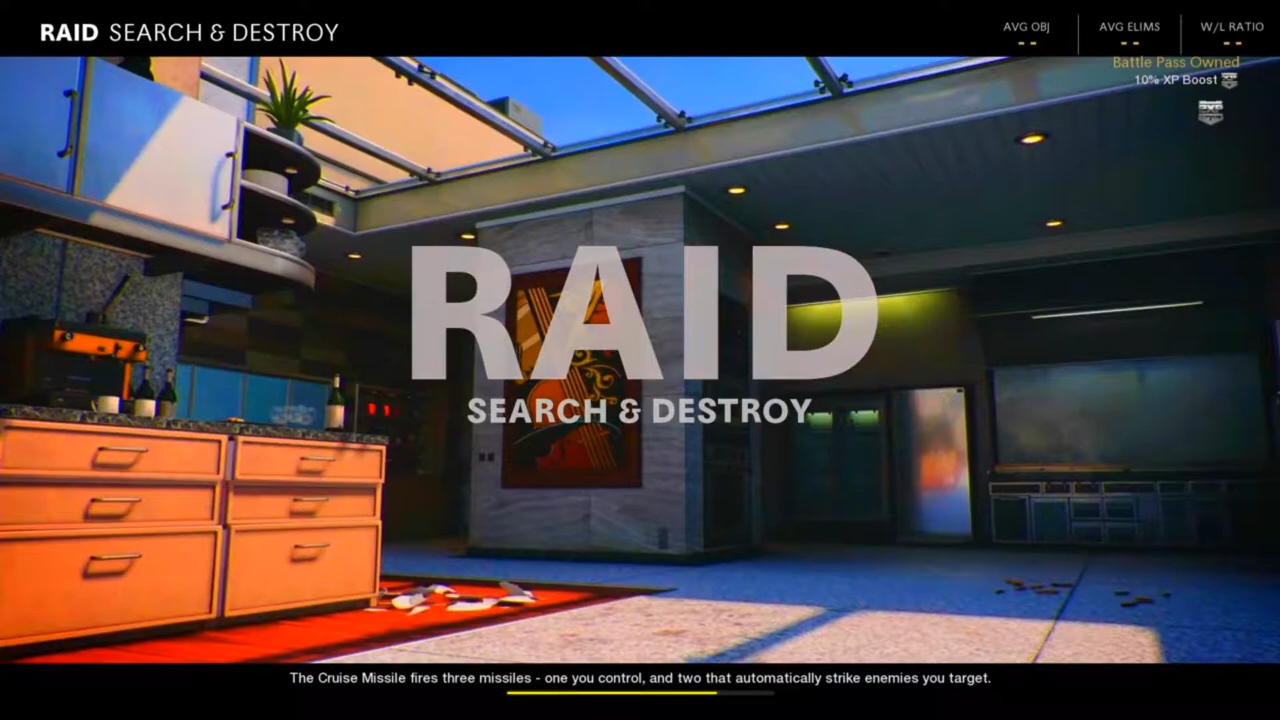 RAID SEARCH & DESTROY
AVG OBJ
AVG ELIMS
W/L RATIO
--
--
--
Battle Pass Owned
10% XP Boost
RAID
SEARCH & DESTROY
The Cruise Missile fires three missiles - one you control, and two that automatically strike enemies you target.